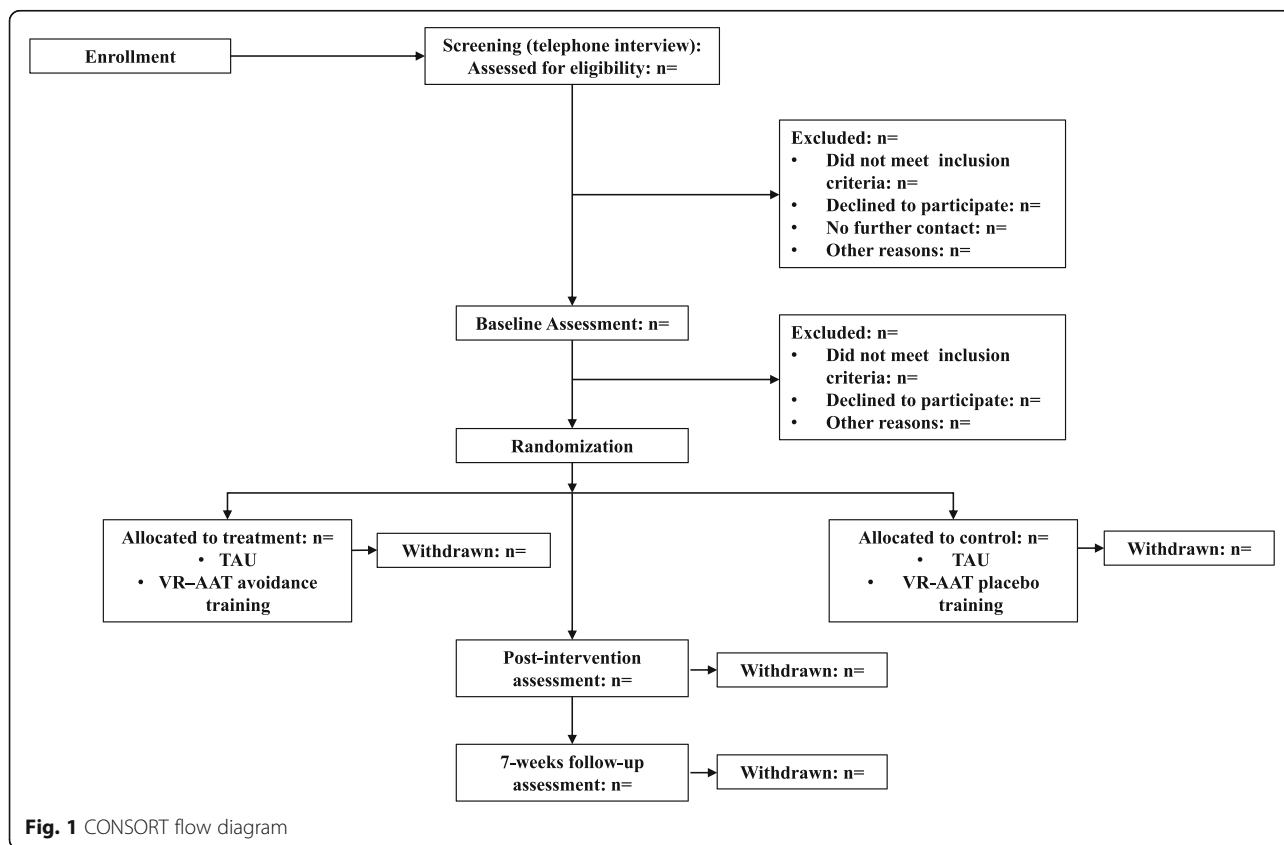 Enrollment
Screening (telephone interview):
Assessed for eligibility: n=
Excluded: n=
• Did not meet inclusion
criteria: n=
• Declined to participate: n=
• No further contact: n=
• Other reasons: n=
Baseline Assessment: n=
Excluded: n=
• Did not meet inclusion
criteria: n=
• Declined to participate: n=
• Other reasons: n=
Randomization
Allocated to treatment: n=
• TAU
• VR–AAT avoidance
training
Withdrawn: n=
Allocated to control: n=
• TAU
• VR-AAT placebo
training
Withdrawn: n=
Post-intervention
assessment: n=
Withdrawn: n=
7-weeks follow-up
assessment: n=
Withdrawn: n=
Fig. 1 CONSORT flow diagram